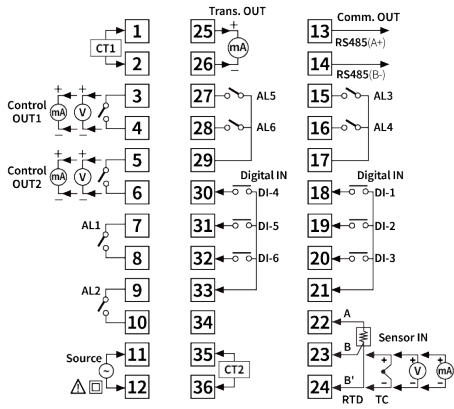 Trans. OUT
Comm. OUT
1
CT1
2
3
Control
OUT1
mA
V
4
5
Control
OUT2
mA
V
6
AL1
7
8
AL2
9
10
Source
11
12
25
+
mA
26
−
27
AL5
28
AL6
29
Digital IN
30
DI-4
31
DI-5
32
DI-6
33
34
35
CT2
36
13
RS485(A+)
14
RS485(B-)
15
AL3
16
AL4
17
Digital IN
18
DI-1
19
DI-2
20
DI-3
21
22
A
Sensor IN
23
B
24
B'
RTD
TC
+
−
V
+
−
mA
+
−